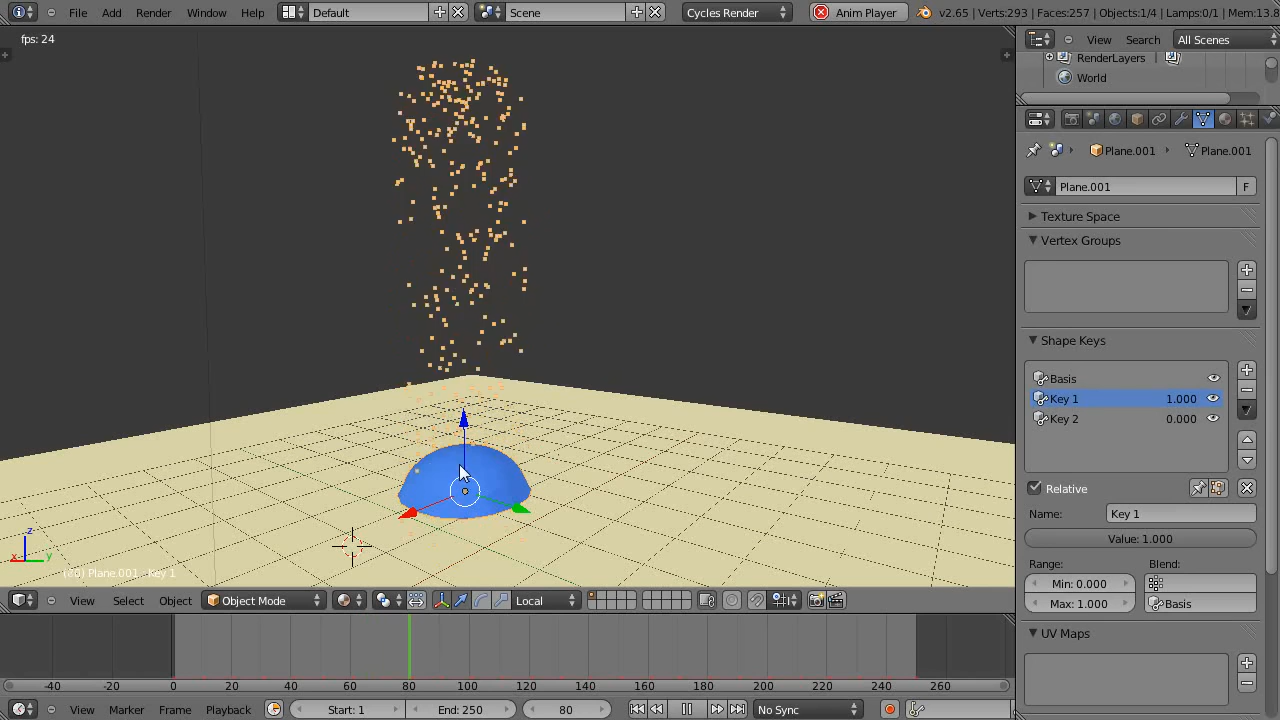 File Add Render Window Help Default Scene Cycles Render Anim Player v2.65 | Verts:293 | Faces:257 | Objects:1/4 | Lamps:0/1 | Mem:13.8
fps: 24
View Search All Scenes
RenderLayers
World
Plane.001 Plane.001
Plane.001 F
Texture Space
Vertex Groups
Shape Keys
Basis
Key 1 1.000
Key 2 0.000
Relative
Name: Key 1
Value: 1.000
Range: Blend:
Min: 0.000
Max: 1.000 Basis
UV Maps
z
x y
(80) Plane.001 : Key 1
View Select Object Object Mode Local
-40 -20 0 20 40 60 80 100 120 140 160 180 200 220 240 260
View Marker Frame Playback Start: 1 End: 250 80 No Sync